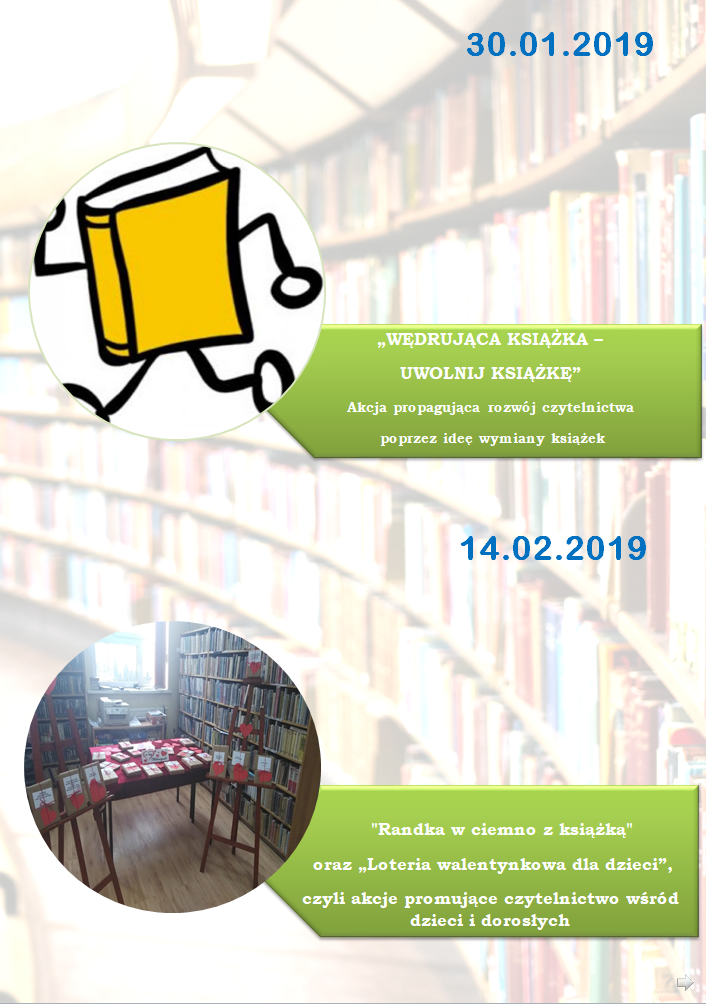 30.01.2019
„WĘDRUJĄCA KSIĄŻKA –
UWOLNIJ KSIĄŻKĘ”
Akcja propagująca rozwój czytelnictwa
poprzez ideę wymiany książek
14.02.2019
"Randka w ciemno z książką"
oraz „Loteria walentynkowa dla dzieci”,
czyli akcje promujące czytelnictwo wśród
dzieci i dorosłych